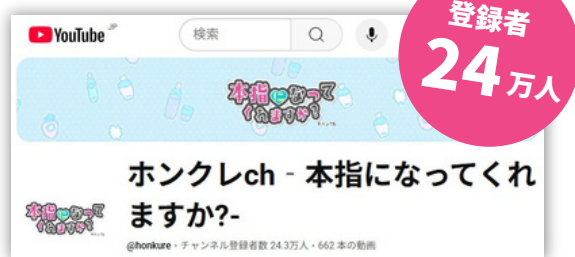 YouTube JP
検索
登録者
24万人
本指になって
くれますか?
ホンクレch‐本指になってくれ
ますか?-
本指になって
くれますか?
@honkure・チャンネル登録者数 24.3万人・662 本の動画